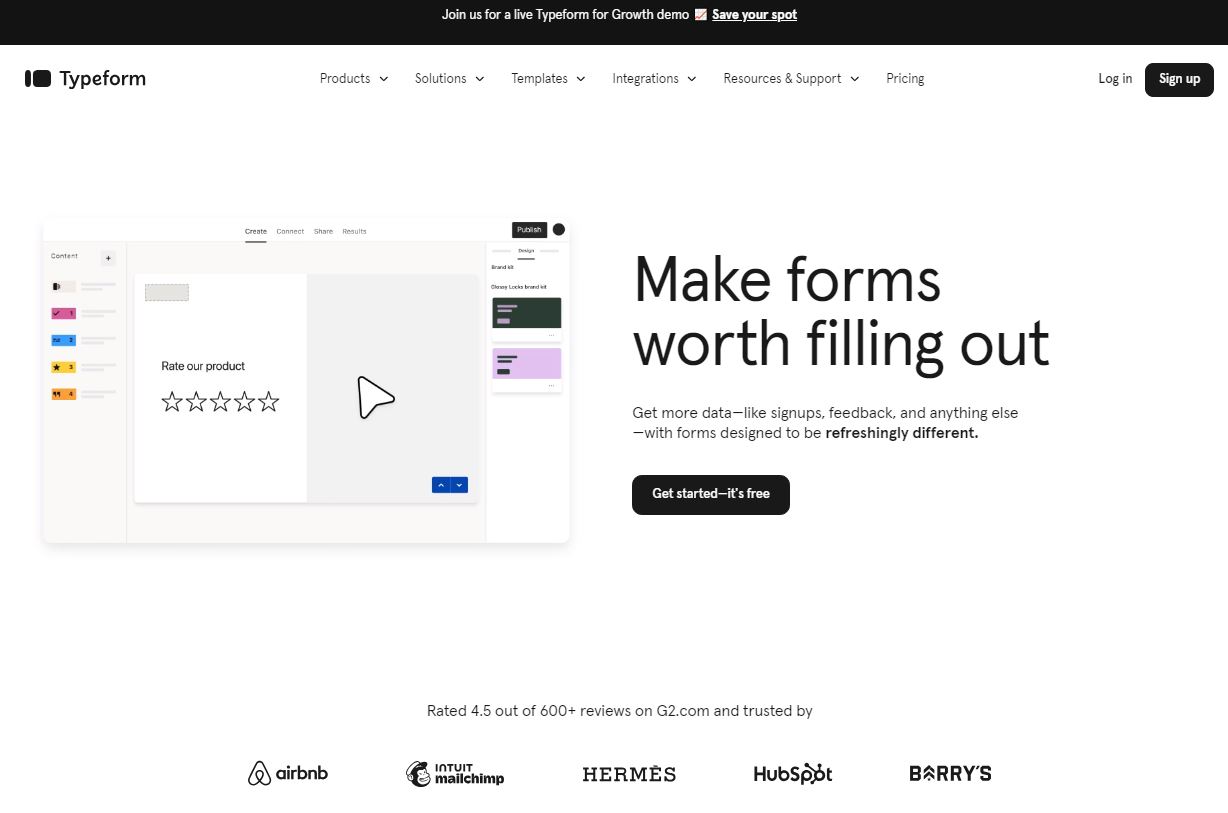 Join us for a live Typeform for Growth demo 📈 Save your spot
Typeform
Products
Solutions
Templates
Integrations
Resources & Support
Pricing
Log in
Sign up
Create
Connect
Share
Results
Publish
Content
+
1
2
3
4
Rate our product
Design
Brand kit
Glossy Locks brand kit
Make forms
worth filling out
Get more data—like signups, feedback, and anything else
—with forms designed to be refreshingly different.
Get started—it's free
Rated 4.5 out of 600+ reviews on G2.com and trusted by
airbnb
INTUIT
mailchimp
HERMĒS
HubSpot
BARRY'S